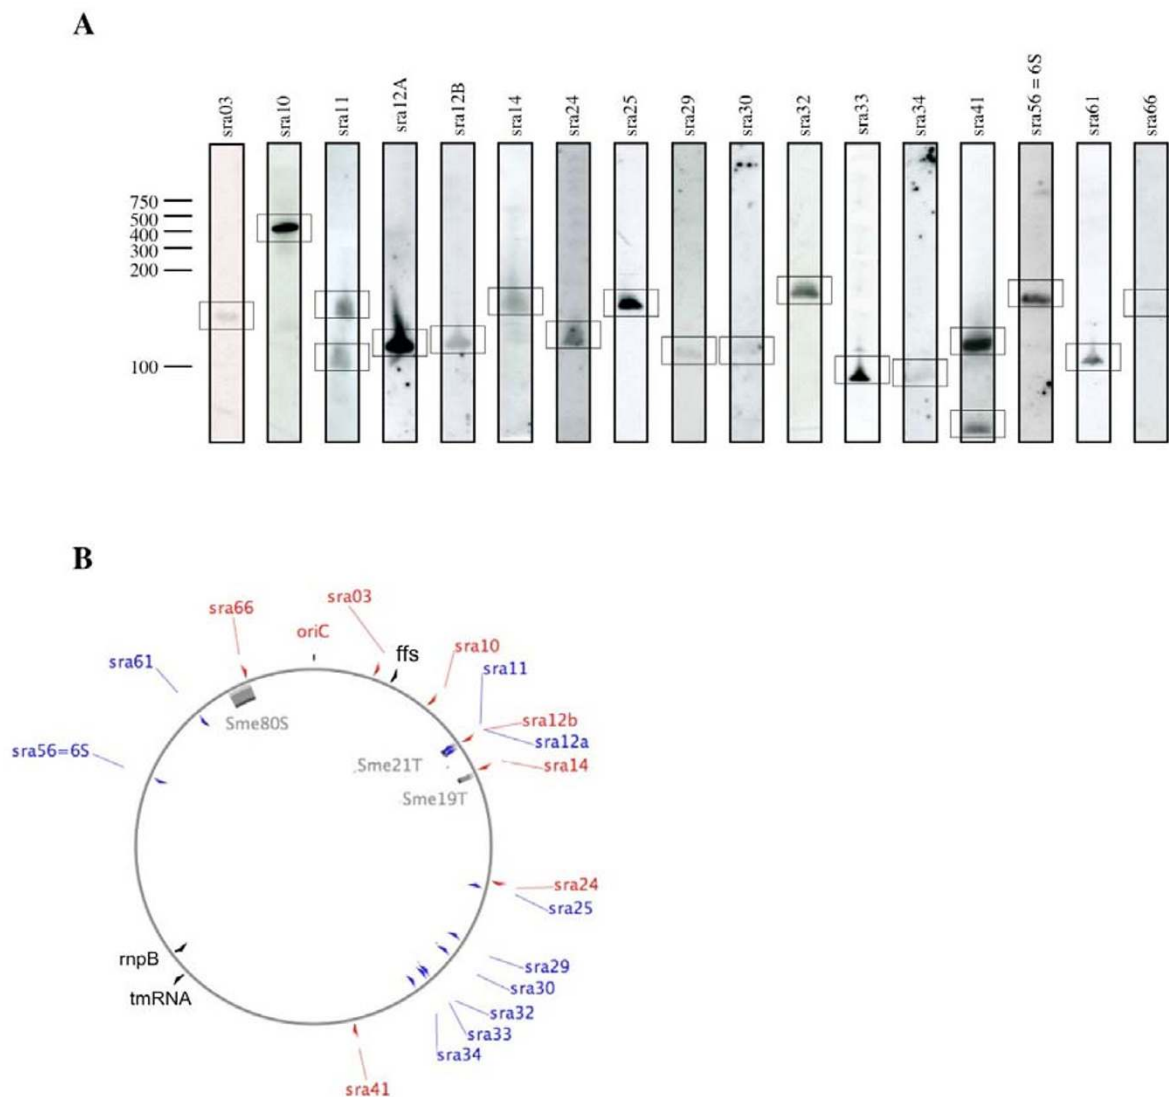 A
sra03
sra10
sra11
sra12A
sra12B
sra14
sra24
sra25
sra29
sra30
sra32
sra33
sra34
sra41
sra56 = 6S
sra61
sra66
750
500
400
300
200
100
B
sra66
sra03
oriC
ffs
sra10
sra11
sra61
sra12b
Sme80S
sra12a
sra56=6S
Sme21T
sra14
Sme19T
sra24
sra25
rnpB
sra29
sra30
tmRNA
sra32
sra33
sra34
sra41